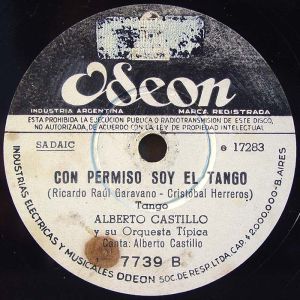 Odeon
INDUSTRIA ARGENTINA MARCA REGISTRADA
ESTA PROHIBIDA LA EJECUCION PUBLICA O RADIOTRANSMISION DE ESTE DISCO,
NO AUTORIZADA, DE ACUERDO CON LA LEY DE PROPIEDAD INTELECTUAL
SADAIC e 17283
CON PERMISO SOY EL TANGO
(Ricardo Raúl Garavano - Cristóbal Herreros)
Tango
ALBERTO CASTILLO
y su Orquesta Típica
Canta: Alberto Castillo
7739 B
INDUSTRIAS ELECTRICAS Y MUSICALES ODEON SOC. DE RESP. LTDA. CAP. $2.000.000-B. AIRES